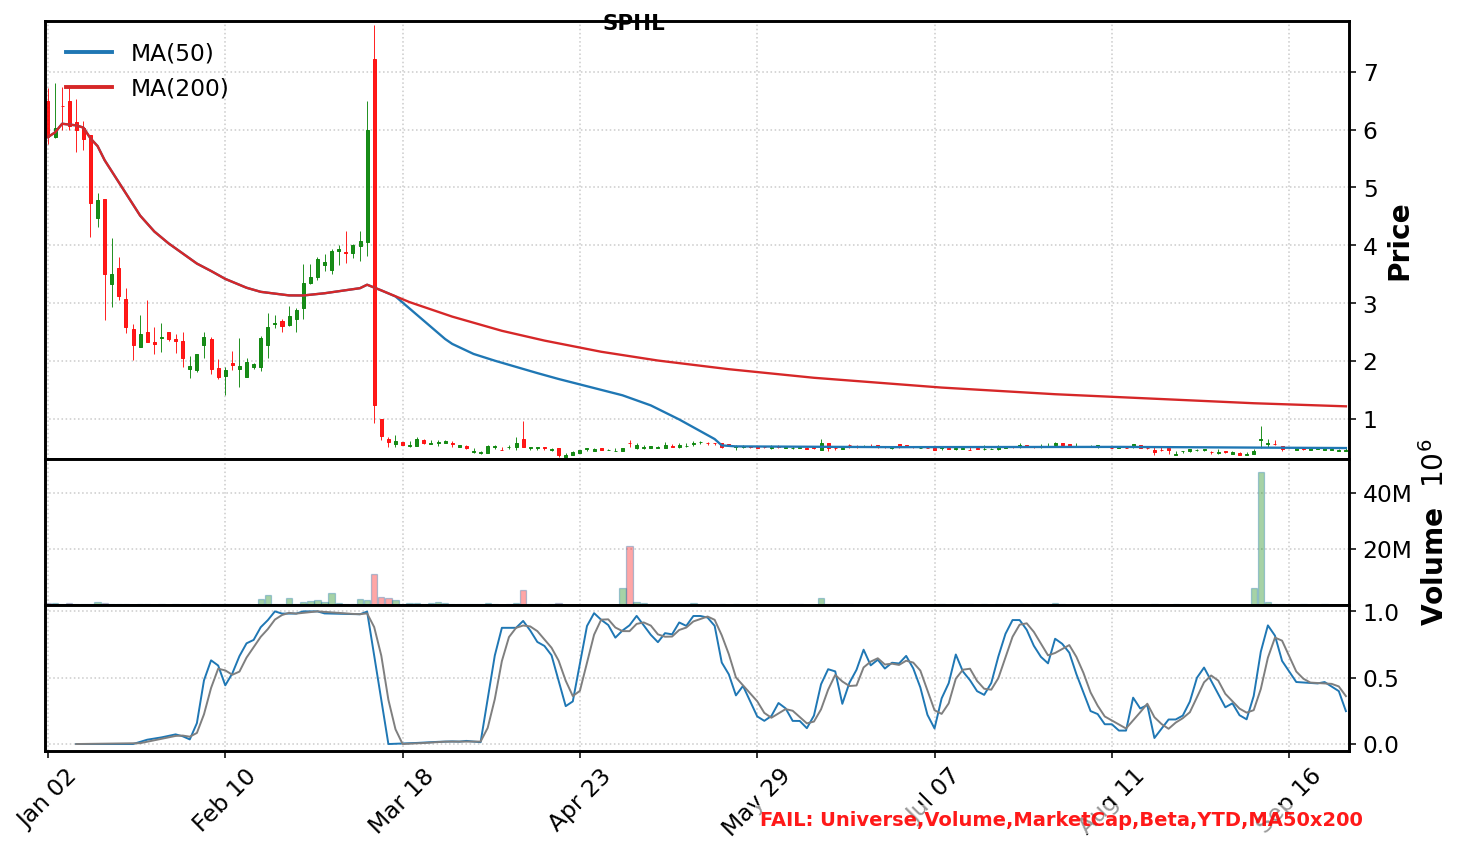 SPHL
MA(50)
MA(200)
7
6
5
4
3
2
1
Price
40M
20M
Volume 10^6
1.0
0.5
0.0
Jan 02
Feb 10
Mar 18
Apr 23
May 29
Jul 07
Aug 11
Sep 16
FAIL: Universe,Volume,MarketCap,Beta,YTD,MA50x200